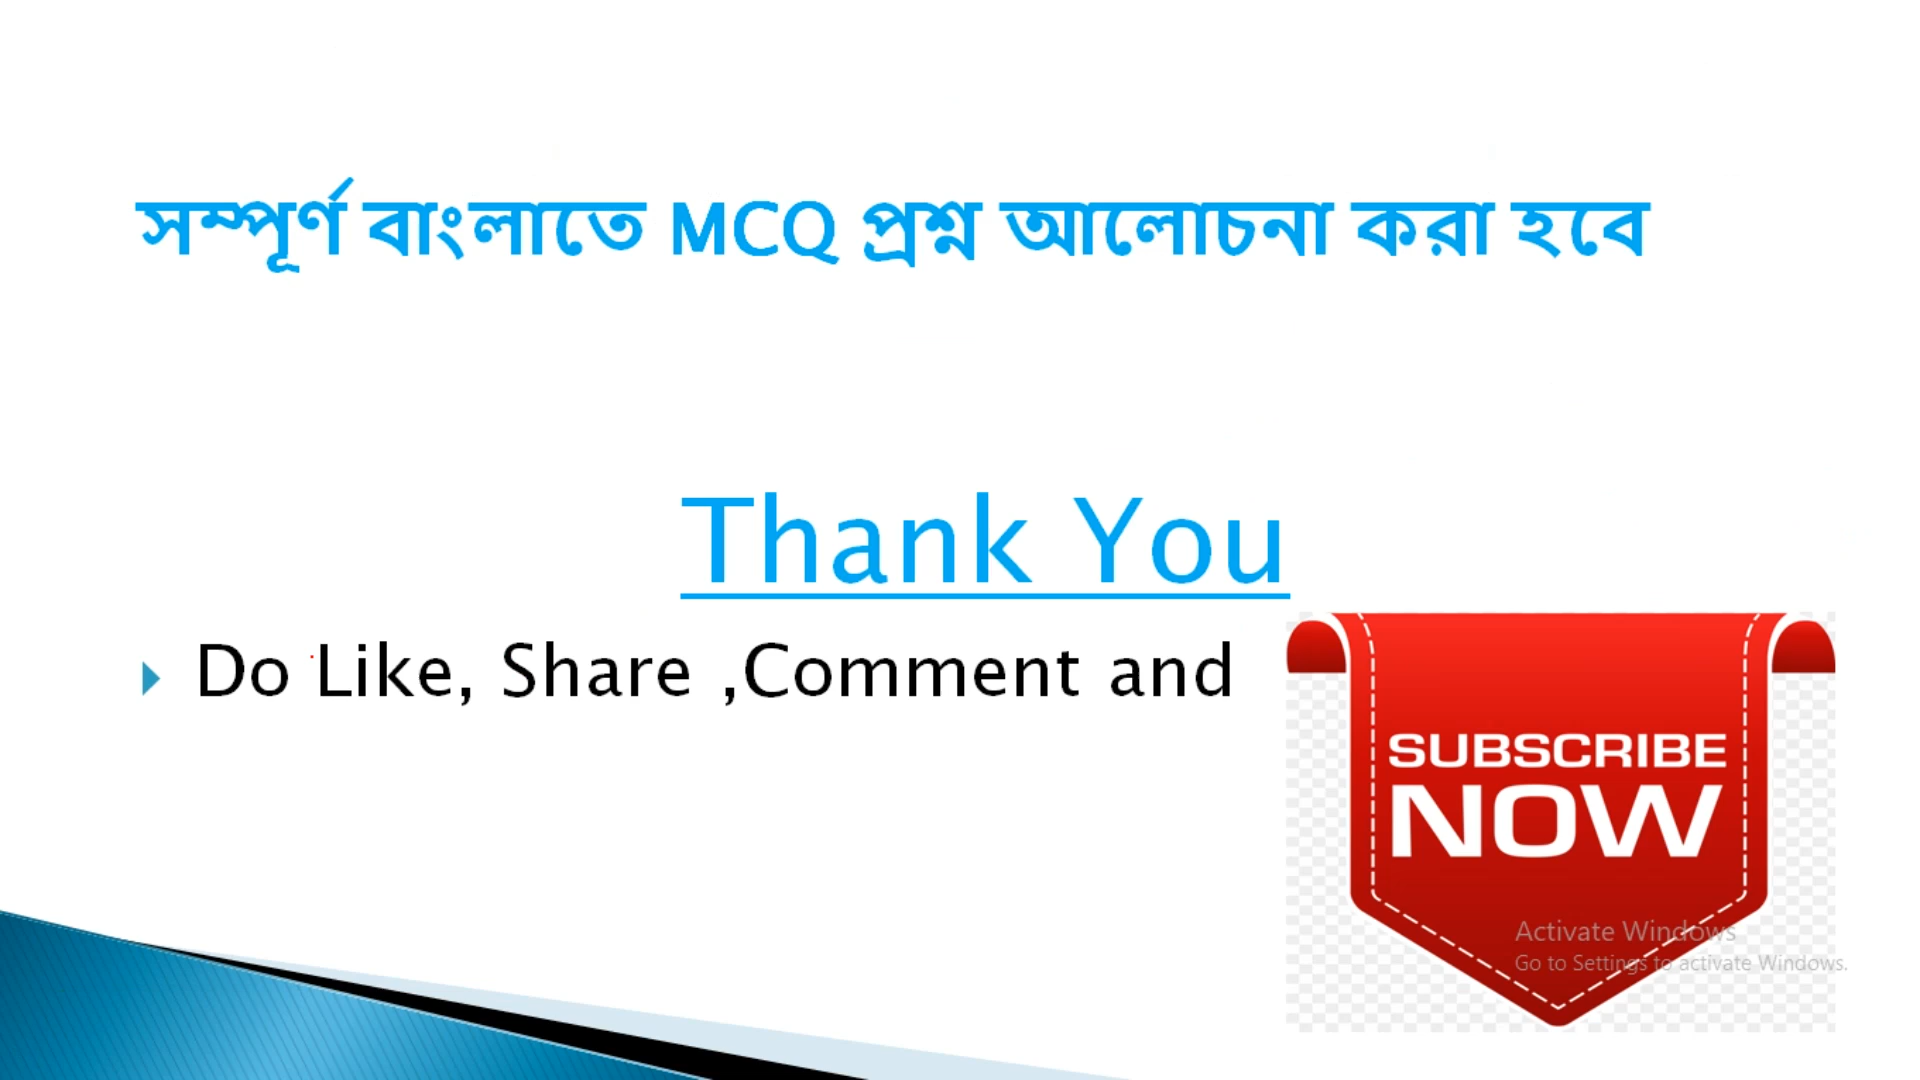 সম্পূর্ণ বাংলাতে MCQ প্রশ্ন আলোচনা করা হবে
Thank You
Do Like, Share ,Comment and
SUBSCRIBE
NOW
Activate Windows
Go to Settings to activate Windows.